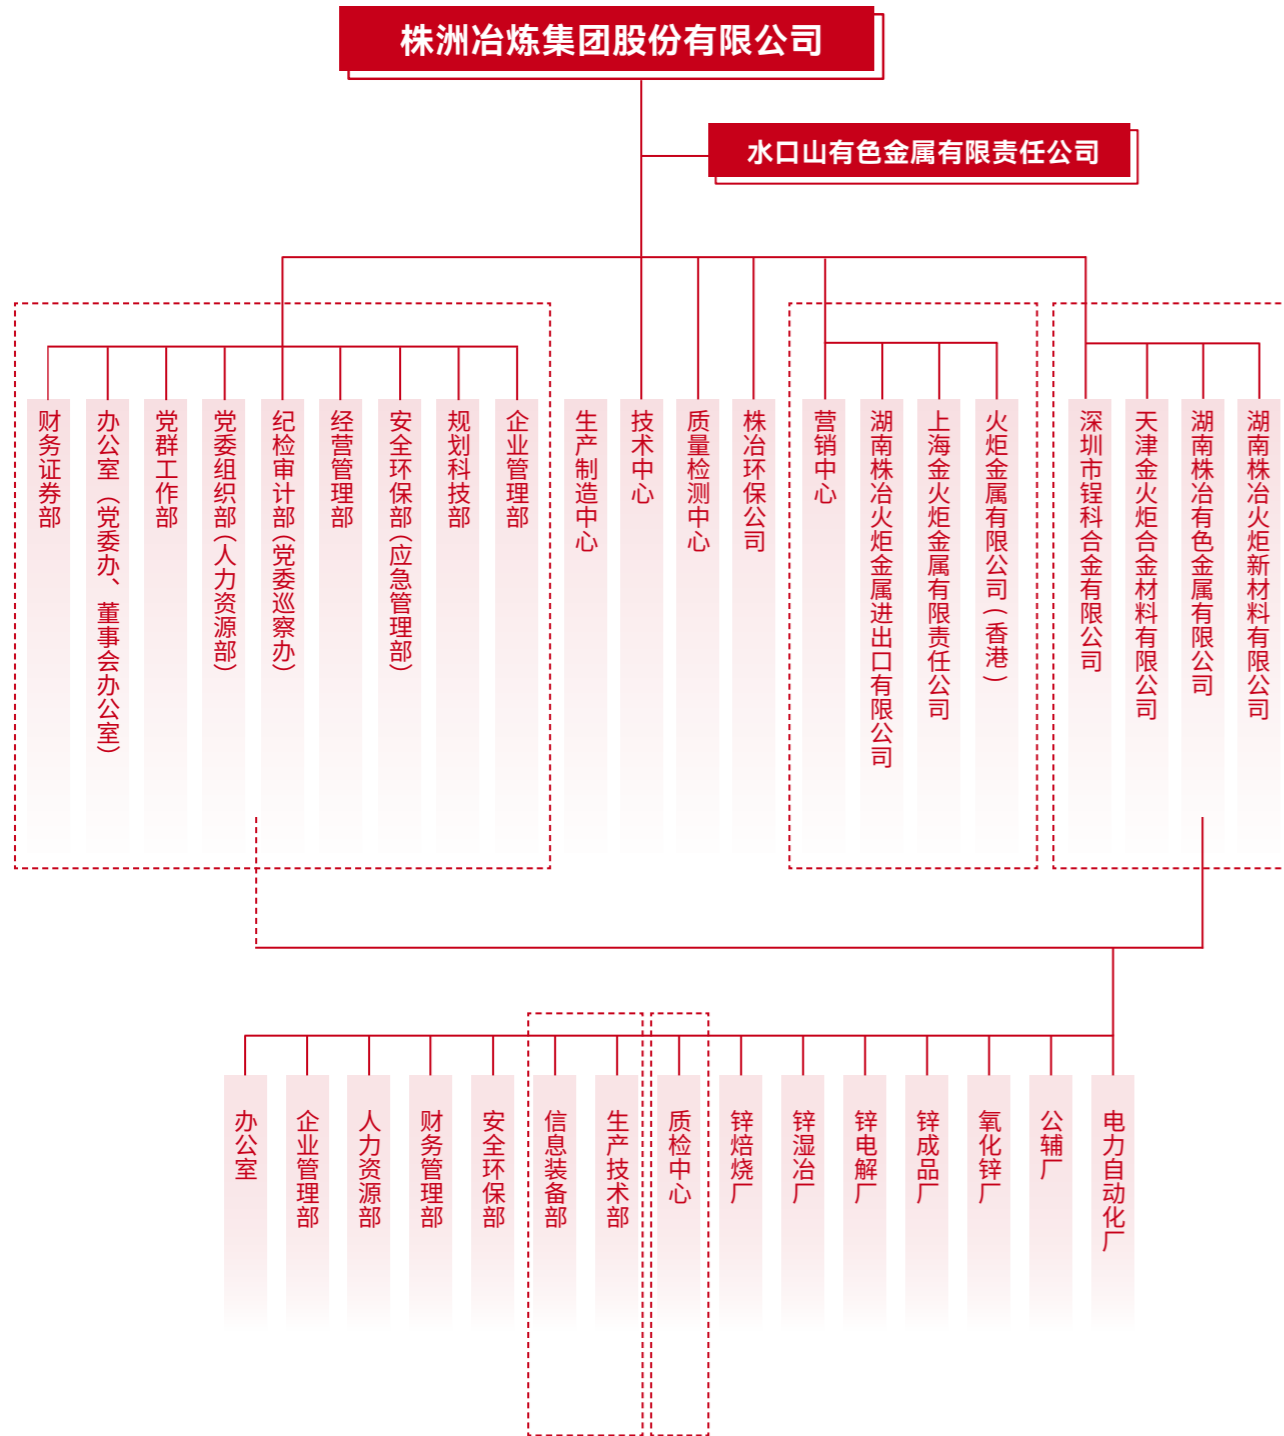 株洲冶炼集团股份有限公司
水口山有色金属有限责任公司
财务证券部
办公室（党委办、董事会办公室）
党群工作部
党委组织部（人力资源部）
纪检审计部（党委巡察办）
经营管理部
安全环保部（应急管理部）
规划科技部
企业管理部
生产制造中心
技术中心
质量检测中心
株冶环保公司
营销中心
湖南株冶火炬金属进出口有限公司
上海金火炬金属有限责任公司
火炬金属有限公司（香港）
深圳市锃科合金有限公司
天津金火炬合金材料有限公司
湖南株冶有色金属有限公司
湖南株冶火炬新材料有限公司
办公室
企业管理部
人力资源部
财务管理部
安全环保部
信息装备部
生产技术部
质检中心
锌焙烧厂
锌湿冶厂
锌电解厂
锌成品厂
氧化锌厂
公辅厂
电力自动化厂